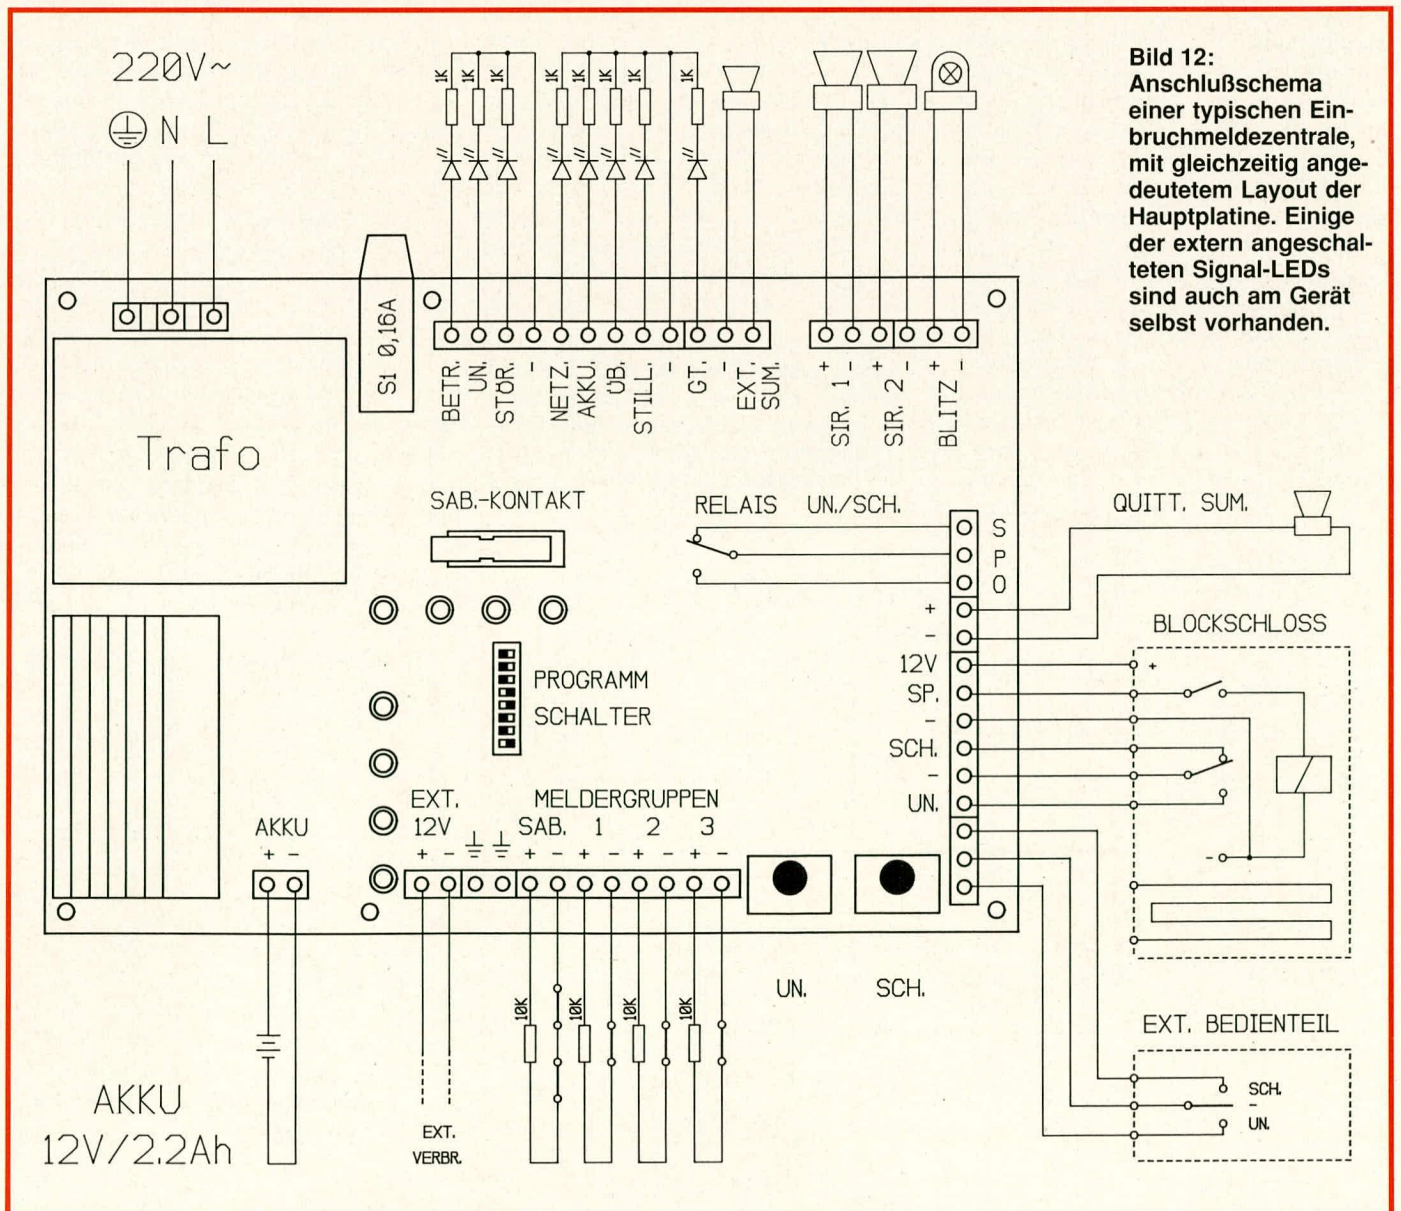 Bild 12:
Anschlußschema
einer typischen Ein-
bruchmeldezentrale,
mit gleichzeitig ange-
deutetem Layout der
Hauptplatine. Einige
der extern angeschal-
teten Signal-LEDs
sind auch am Gerät
selbst vorhanden.
220V~
N L
1K 1K 1K 1K 1K 1K 1K 1K
S1 0,16A
BETR.
UN.
STÖR.
-
NETZ.
AKKU.
ÜB.
STILL.
-
GT.
-
EXT.
SUM.
+ - + - + -
SIR. 1
SIR. 2
BLITZ
Trafo
SAB.-KONTAKT
RELAIS UN./SCH.
S
P
O
QUITT. SUM.
+
-
BLOCKSCHLOSS
12V
+
SP.
-
SCH.
-
UN.
-
PROGRAMM
SCHALTER
EXT.
12V
+ -
MELDERGRUPPEN
SAB. 1 2 3
+ - + - + - + -
AKKU
+ -
UN. SCH.
10K 10K 10K 10K
EXT. BEDIENTEIL
SCH.
-
UN.
AKKU
12V/2.2Ah
EXT.
VERBR.